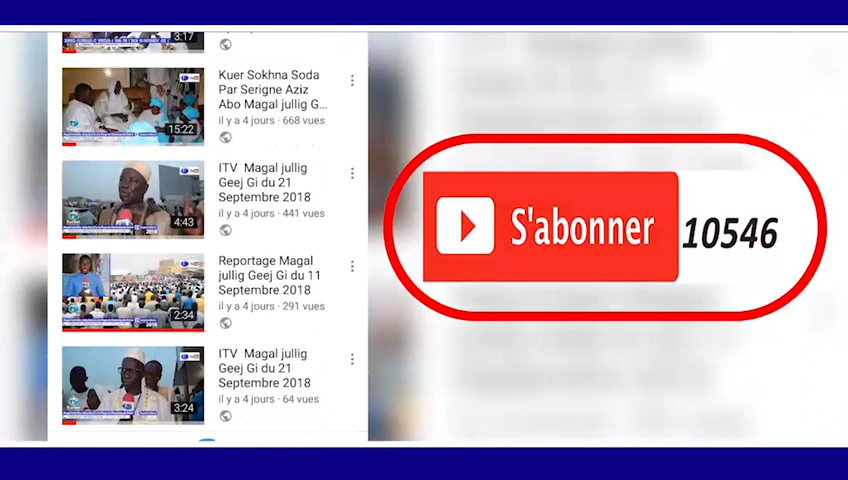 3:17
Kuer Sokhna Soda
Par Serigne Aziz
Abo Magal jullig G...
il y a 4 jours · 668 vues
15:22
ITV Magal jullig
Geej Gi du 21
Septembre 2018
il y a 4 jours · 441 vues
4:43
2018
Reportage Magal
jullig Geej Gi du 11
Septembre 2018
il y a 4 jours · 291 vues
2:34
2018
ITV Magal jullig
Geej Gi du 21
Septembre 2018
il y a 4 jours · 64 vues
3:24
S'abonner
10546